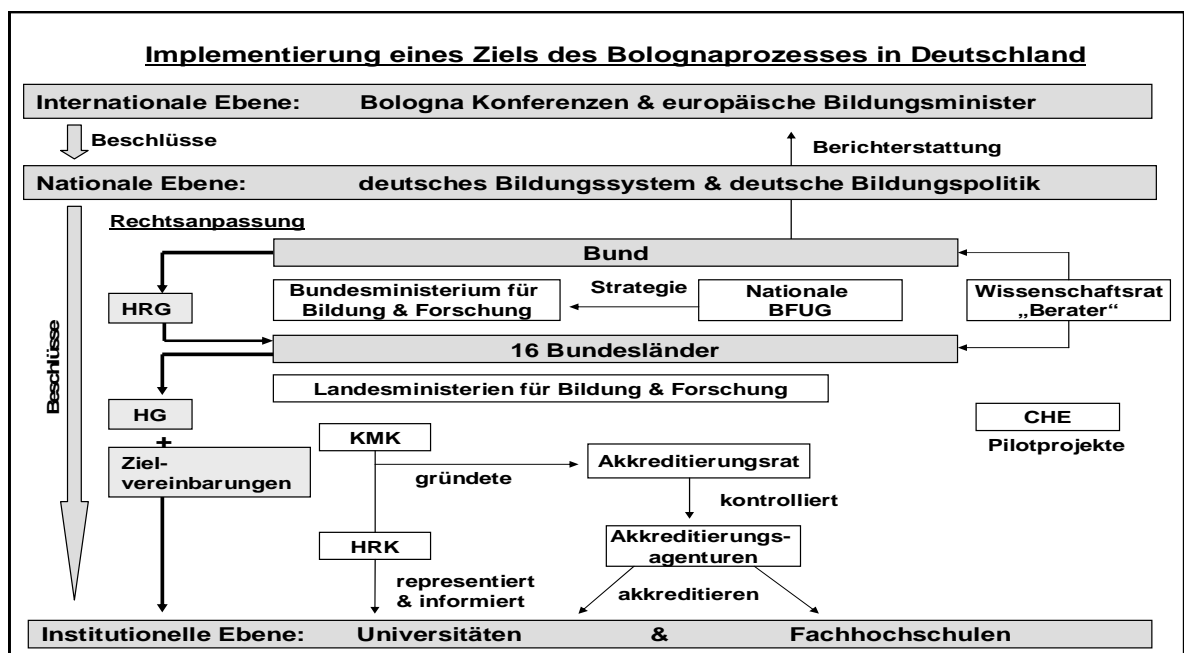 Implementierung eines Ziels des Bolognaprozesses in Deutschland
Internationale Ebene: Bologna Konferenzen & europäische Bildungsminister
Beschlüsse
Berichterstattung
Nationale Ebene: deutsches Bildungssystem & deutsche Bildungspolitik
Rechtsanpassung
Bund
HRG
Bundesministerium für
Bildung & Forschung
Strategie
Nationale
BFUG
Wissenschaftsrat
„Berater“
16 Bundesländer
Beschlüsse
Landesministerien für Bildung & Forschung
HG
+
Ziel-
vereinbarungen
KMK
gründete
Akkreditierungsrat
CHE
Pilotprojekte
kontrolliert
HRK
Akkreditierungs-
agenturen
representiert
& informiert
akkreditieren
Institutionelle Ebene: Universitäten & Fachhochschulen